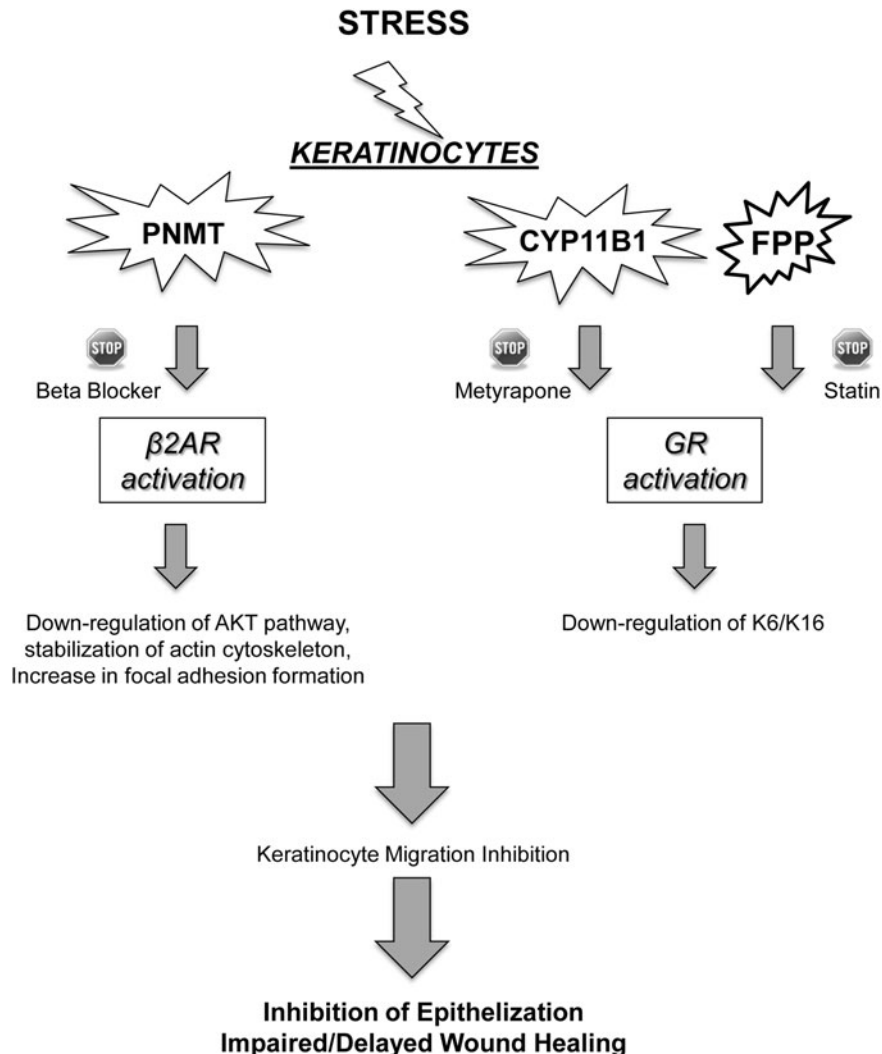 STRESS
KERATINOCYTES
PNMT
CYP11B1
FPP
STOP
Beta Blocker
STOP
Metyrapone
STOP
Statin
β2AR
activation
GR
activation
Down-regulation of AKT pathway,
stabilization of actin cytoskeleton,
Increase in focal adhesion formation
Down-regulation of K6/K16
Keratinocyte Migration Inhibition
Inhibition of Epithelization
Impaired/Delayed Wound Healing